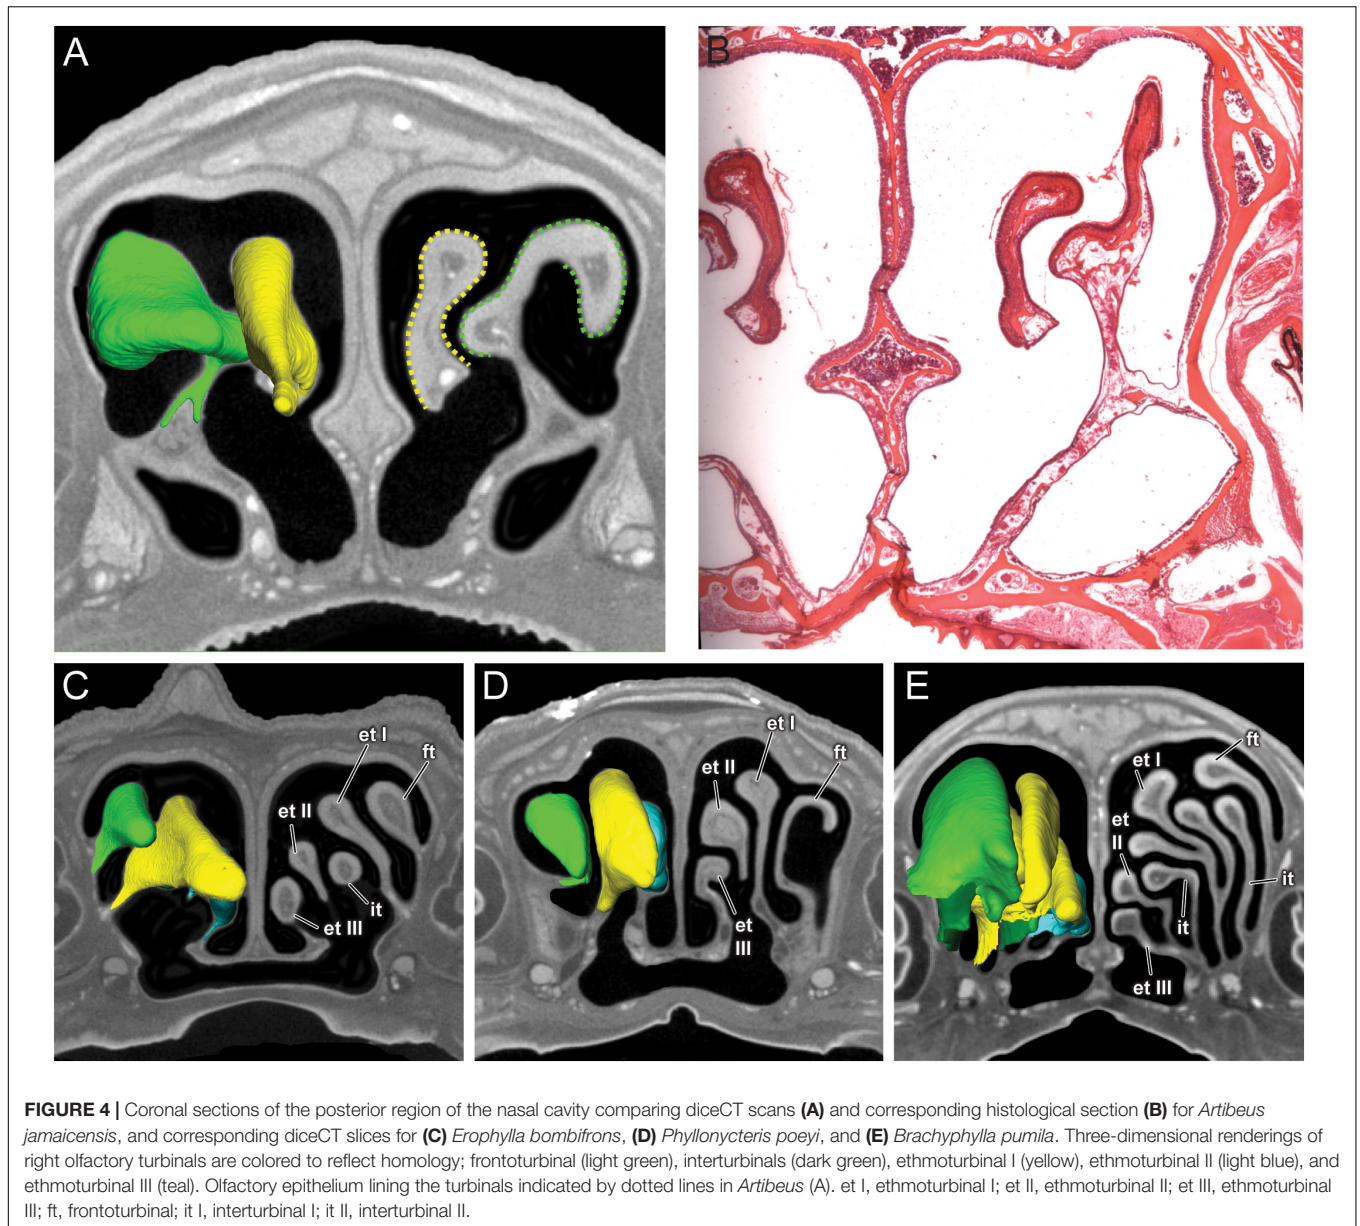 A
B
C
et I
ft
et II
it
et III
D
et I
et II
ft
et
III
E
ft
et I
et
II
it
it
et III
FIGURE 4 | Coronal sections of the posterior region of the nasal cavity comparing diceCT scans (A) and corresponding histological section (B) for Artibeus
jamaicensis, and corresponding diceCT slices for (C) Erophylla bombifrons, (D) Phyllonycteris poeyi, and (E) Brachyphylla pumila. Three-dimensional renderings of
right olfactory turbinals are colored to reflect homology; frontoturbinal (light green), interturbinals (dark green), ethmoturbinal I (yellow), ethmoturbinal II (light blue), and
ethmoturbinal III (teal). Olfactory epithelium lining the turbinals indicated by dotted lines in Artibeus (A). et I, ethmoturbinal I; et II, ethmoturbinal II; et III, ethmoturbinal
III; ft, frontoturbinal; it I, interturbinal I; it II, interturbinal II.